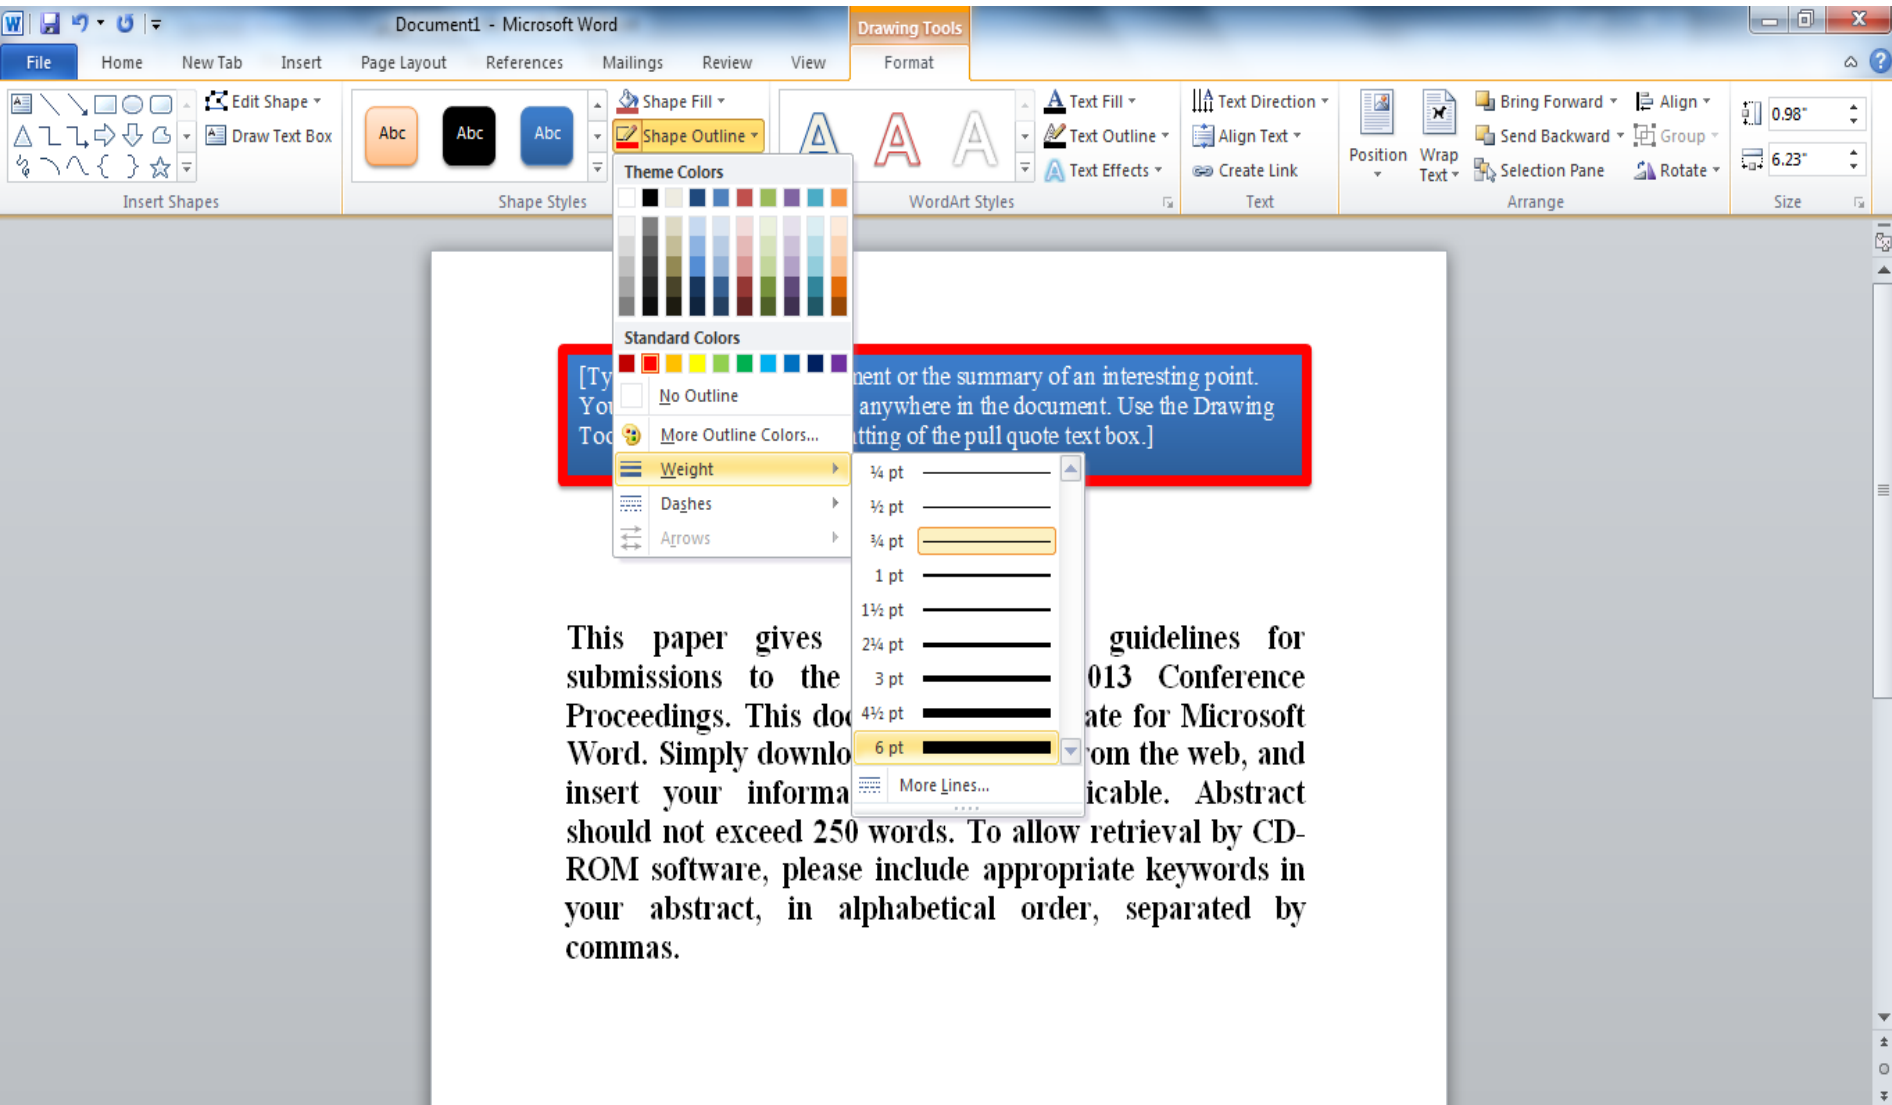 Document1 - Microsoft Word
Drawing Tools
File Home New Tab Insert Page Layout References Mailings Review View Format
Edit Shape
Draw Text Box
Insert Shapes
Abc Abc Abc
Shape Fill
Shape Outline
Shape Styles
WordArt Styles
Text Fill
Text Outline
Text Effects
Text Direction
Align Text
Create Link
Text
Position
Wrap Text
Bring Forward
Send Backward
Selection Pane
Align
Group
Rotate
Arrange
0.98"
6.23"
Size
Theme Colors
Standard Colors
No Outline
More Outline Colors...
Weight
Dashes
Arrows
¼ pt
½ pt
¾ pt
1 pt
1½ pt
2¼ pt
3 pt
4½ pt
6 pt
More Lines...
[Ty ment or the summary of an interesting point.
You anywhere in the document. Use the Drawing
Too tting of the pull quote text box.]
This paper gives guidelines for
submissions to the 013 Conference
Proceedings. This doc ate for Microsoft
Word. Simply downlo rom the web, and
insert your informa icable. Abstract
should not exceed 250 words. To allow retrieval by CD-
ROM software, please include appropriate keywords in
your abstract, in alphabetical order, separated by
commas.